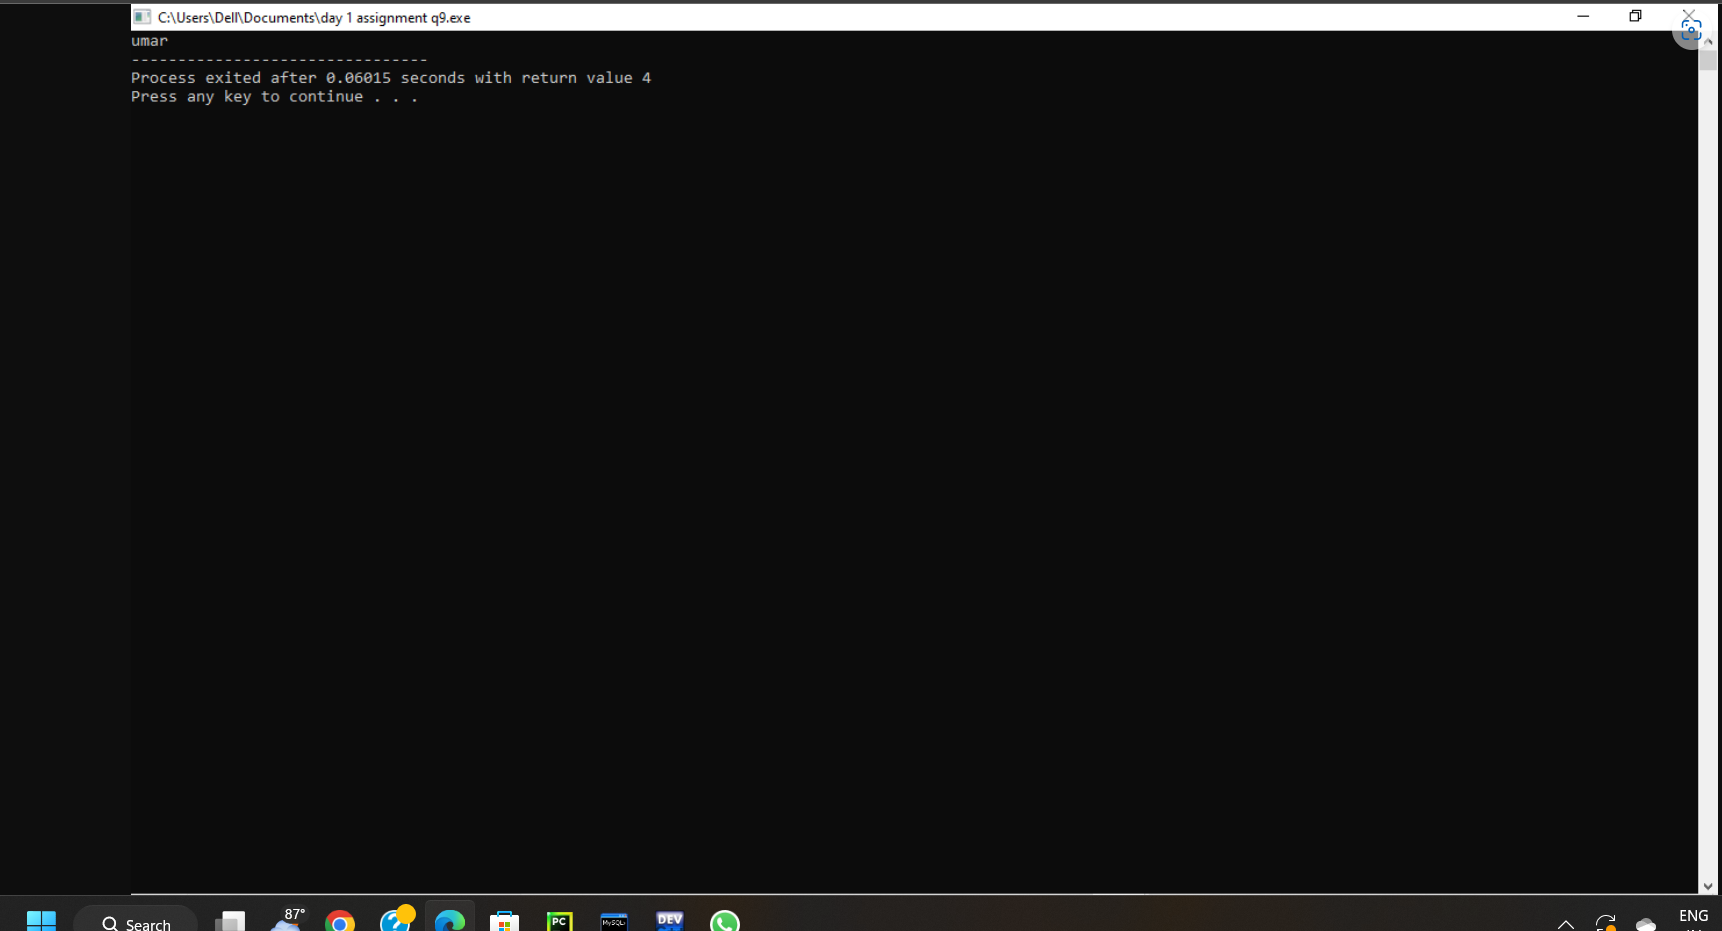 C:\Users\Dell\Documents\day 1 assignment q9.exe
umar
--------------------------------
Process exited after 0.06015 seconds with return value 4
Press any key to continue . . .
Search
87°
PC
MySQL
DEV
ENG